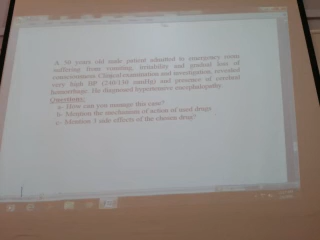 A 56 years old male patient admitted to emergency room
suffering from vomiting, Irritability and gradual loss of
consciousness. Clinical examination and investigation, revealed
very high BP (240/130 mmHg) and presence of cerebral
hemorrhage. He diagnosed hypertensive encephalopathy.
Questions:
a- How can you manage this case?
b- Mention the mechanism of action of used drugs
c- Mention 3 side effects of the chosen drug?